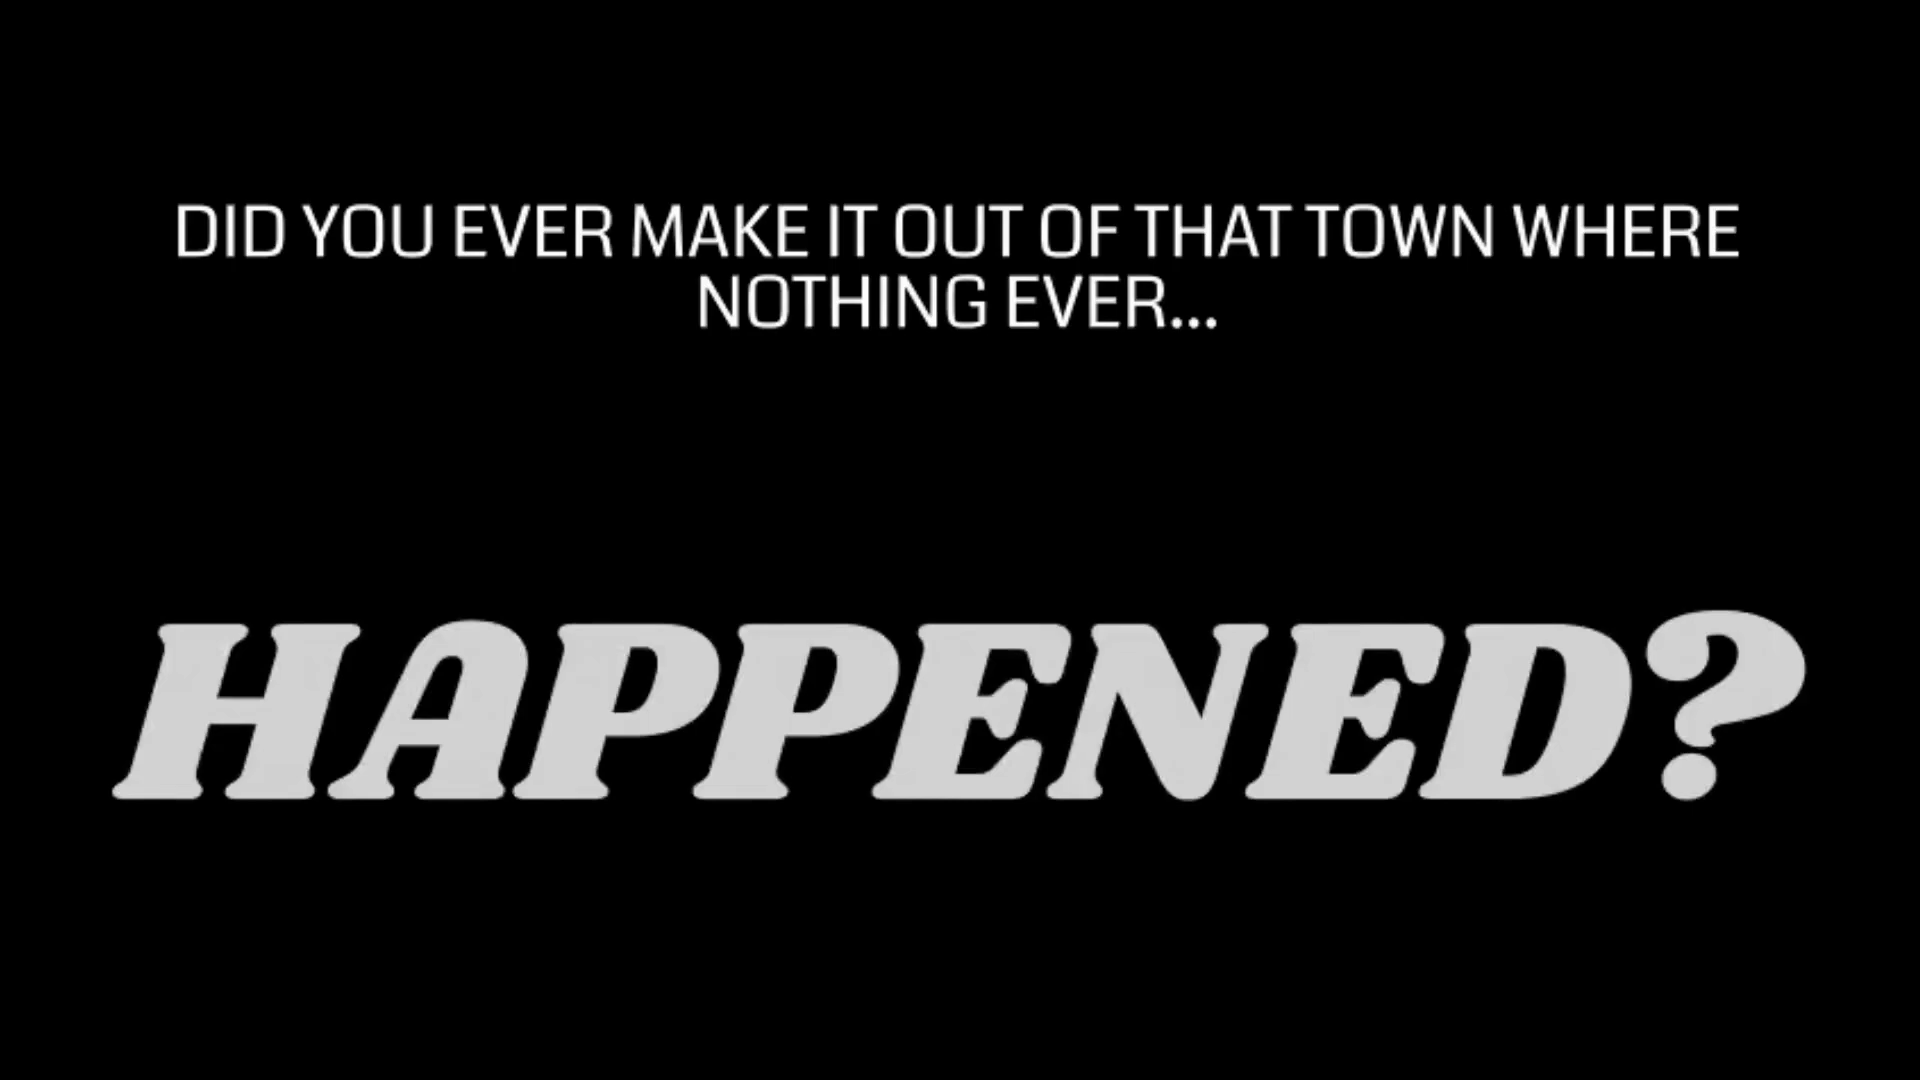 DID YOU EVER MAKE IT OUT OF THAT TOWN WHERE
NOTHING EVER...
HAPPENED?